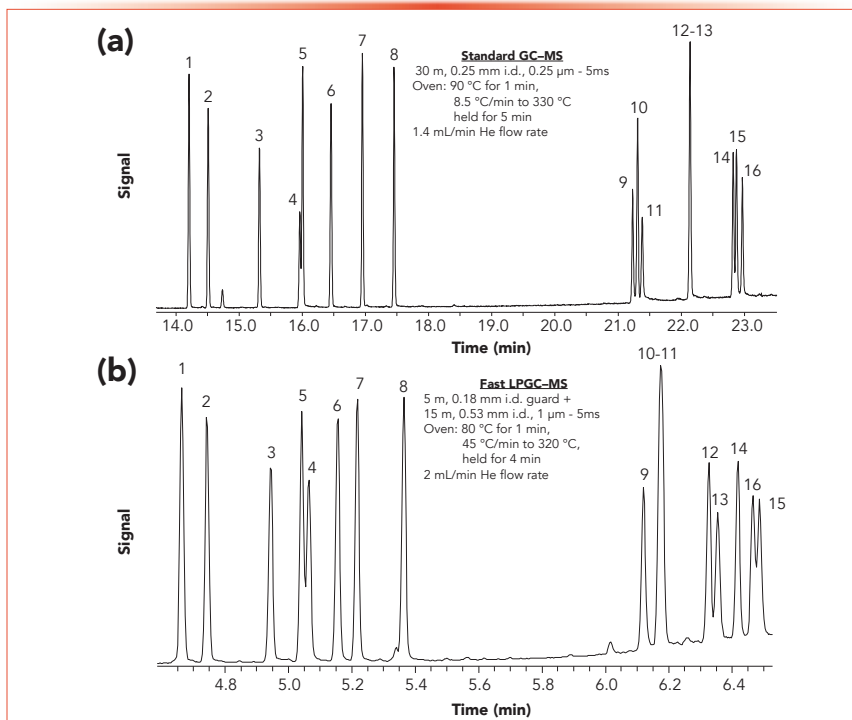 (a)
1
2
3
4
5
6
7
8
9
10
11
12-13
14
15
16
Standard GC–MS
30 m, 0.25 mm i.d., 0.25 µm - 5ms
Oven: 90 °C for 1 min,
8.5 °C/min to 330 °C
held for 5 min
1.4 mL/min He flow rate
Signal
14.0 15.0 16.0 17.0 18.0 19.0 20.0 21.0 22.0 23.0
Time (min)
(b)
1
2
3
5
4
6
7
8
9
10-11
12
13
14
16
15
Fast LPGC–MS
5 m, 0.18 mm i.d. guard +
15 m, 0.53 mm i.d., 1 µm - 5ms
Oven: 80 °C for 1 min,
45 °C/min to 320 °C,
held for 4 min
2 mL/min He flow rate
Signal
4.8 5.0 5.2 5.4 5.6 5.8 6.0 6.2 6.4
Time (min)